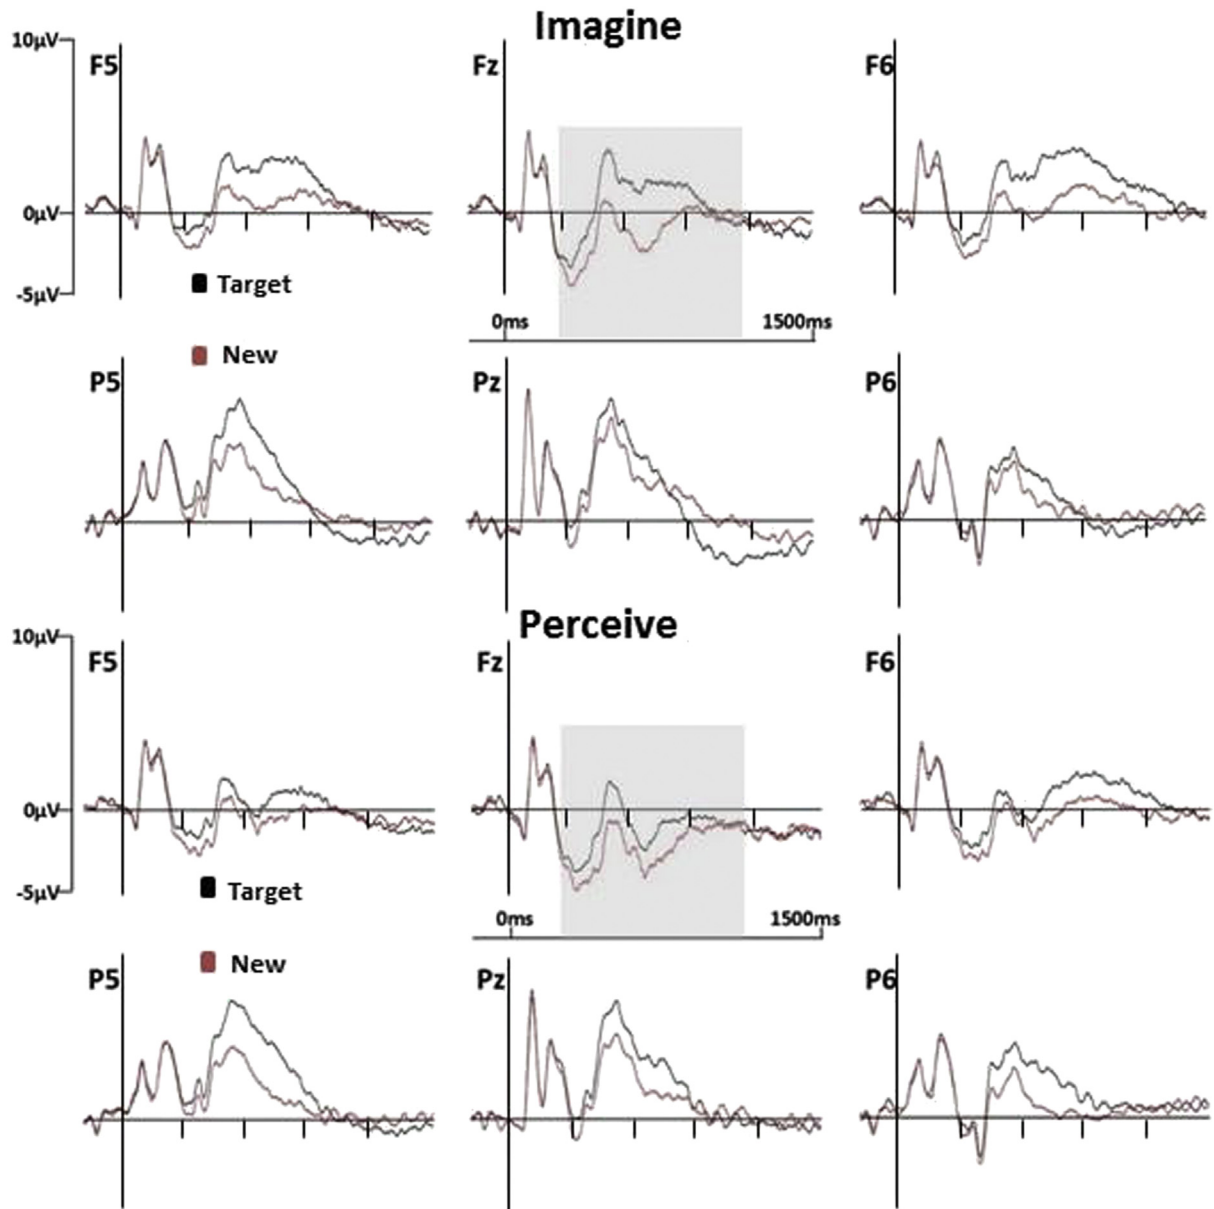 Imagine
10µV
F5
Fz
F6
0µV
-5µV
Target
0ms
1500ms
New
P5
Pz
P6
Perceive
10µV
F5
Fz
F6
0µV
-5µV
Target
0ms
1500ms
New
P5
Pz
P6